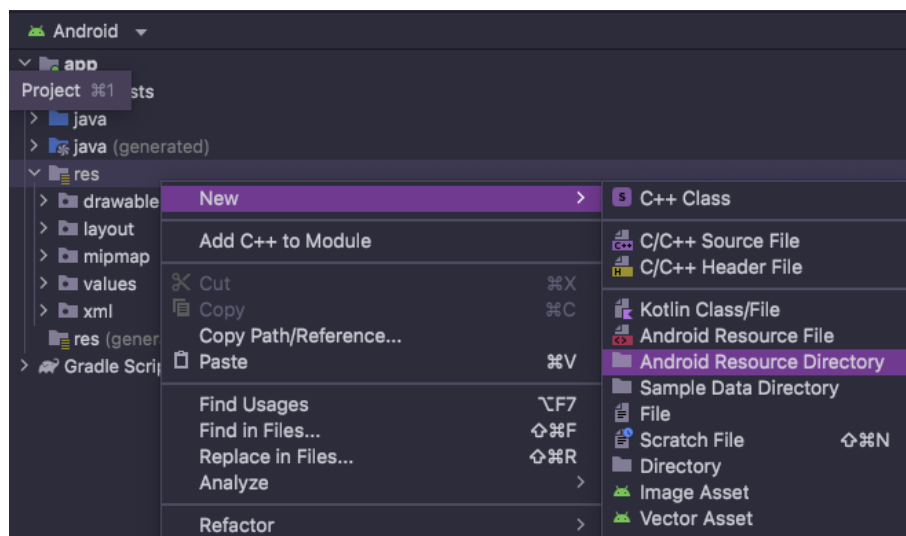 Android
app
Project ⌘1
sts
java
java (generated)
res
drawable
layout
mipmap
values
xml
res (gener
Gradle Scrip
New
Add C++ to Module
Cut ⌘X
Copy ⌘C
Copy Path/Reference...
Paste ⌘V
Find Usages ⌥F7
Find in Files... ⇧⌘F
Replace in Files... ⇧⌘R
Analyze
Refactor
S C++ Class
C++ C/C++ Source File
H C/C++ Header File
Kotlin Class/File
Android Resource File
Android Resource Directory
Sample Data Directory
File
Scratch File ⇧⌘N
Directory
Image Asset
Vector Asset